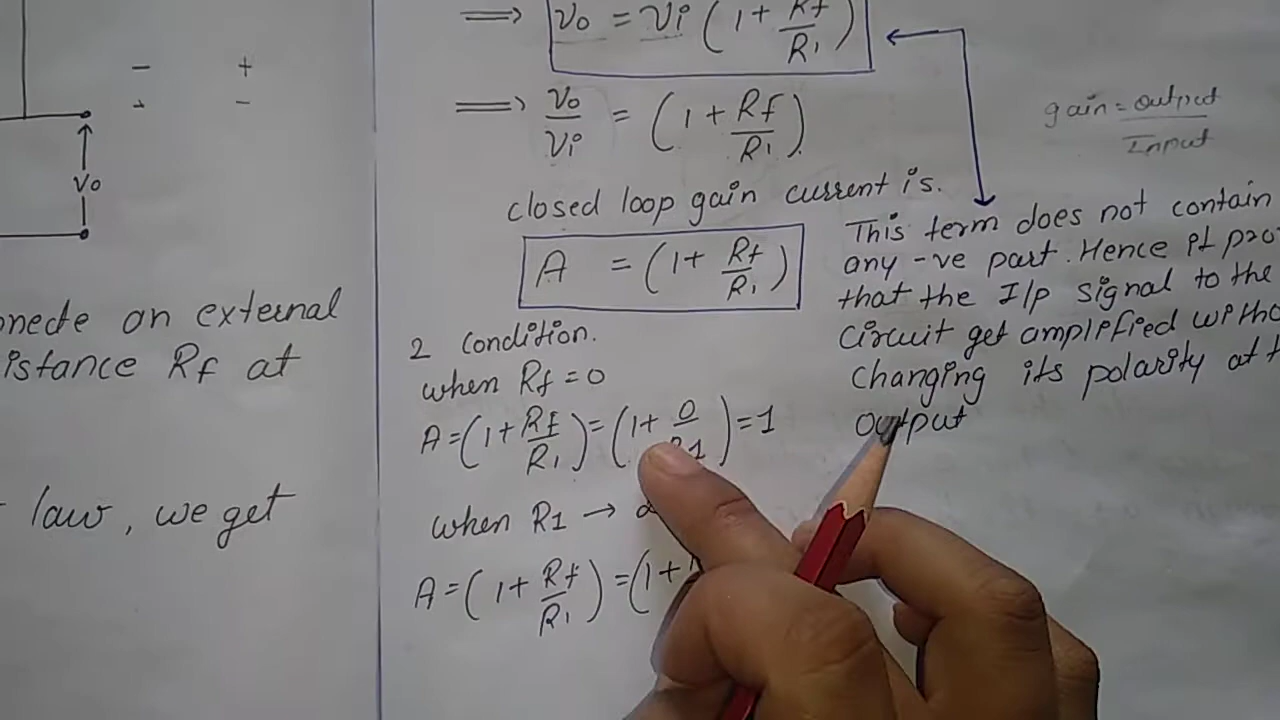 − +
+ −
Vo
onecte an external
istance Rf at
law, we get
⟹ Vo = Vi (1 + Rf/R1)
⟹ Vo/Vi = (1 + Rf/R1)
closed loop gain current is.
A = (1 + Rf/R1)
2 condition.
when Rf = 0
A = (1 + Rf/R1) = (1 + 0/R1) = 1
when R1 →
A = (1 + Rf/R1) = (1 +
gain = output/Input
This term does not contain
any -ve part. Hence it
that the I/p signal to the
circuit get amplified
changing its polarity at
output